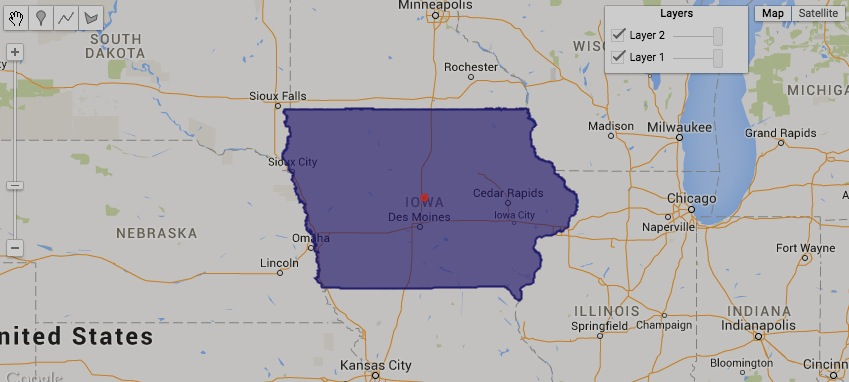 Minneapolis
Layers
Map
Satellite
Layer 2
Layer 1
SOUTH
DAKOTA
WISC
Rochester
MICHIGA
Sioux Falls
Madison
Milwaukee
Grand Rapids
Sioux City
Cedar Rapids
IOWA
Des Moines
Iowa City
Chicago
Naperville
NEBRASKA
Omaha
Lincoln
Fort Wayne
ILLINOIS
INDIANA
Springfield
Champaign
Indianapolis
nited States
Kansas City
Bloomington
Cincinn
Google